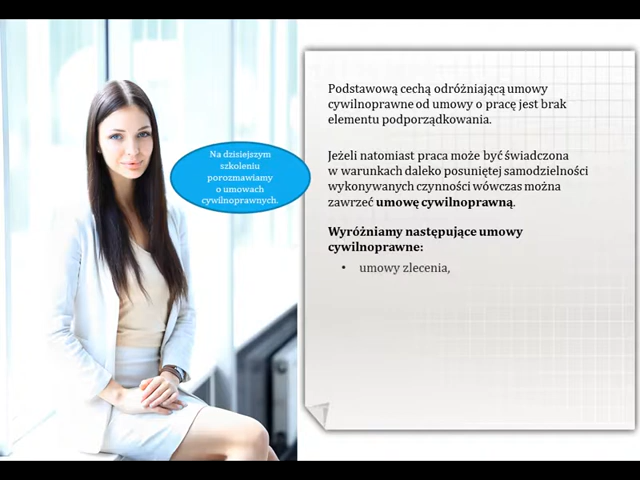 Na dzisiejszym
szkoleniu
porozmawiamy
o umowach
cywilnoprawnych.
Podstawową cechą odróżniającą umowy
cywilnoprawne od umowy o pracę jest brak
elementu podporządkowania.
Jeżeli natomiast praca może być świadczona
w warunkach daleko posuniętej samodzielności
wykonywanych czynności wówczas można
zawrzeć umowę cywilnoprawną.
Wyróżniamy następujące umowy
cywilnoprawne:
• umowy zlecenia,